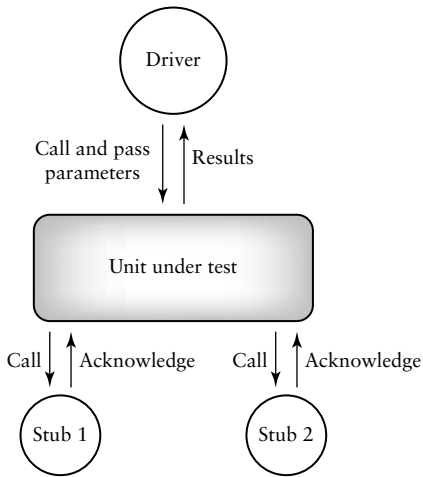 Driver
Call and pass
parameters
Results
Unit under test
Call
Acknowledge
Call
Acknowledge
Stub 1
Stub 2